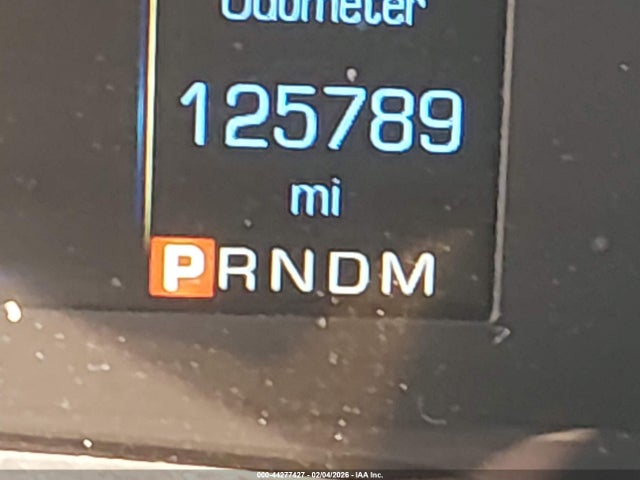 Odometer
125789
mi
PRNDM
000-44377427 - 02/04/2026 - IAA Inc.